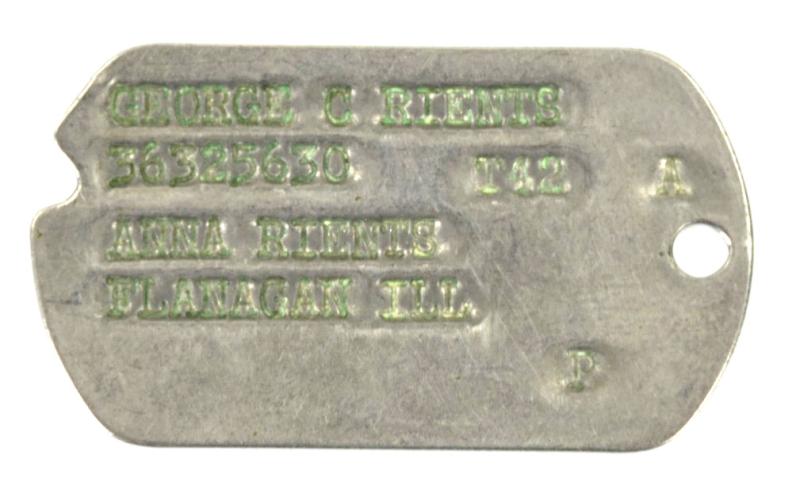 GEORGE C RIENTS
36325630 T42 A
ANNA RIENTS
FLANAGAN ILL
P